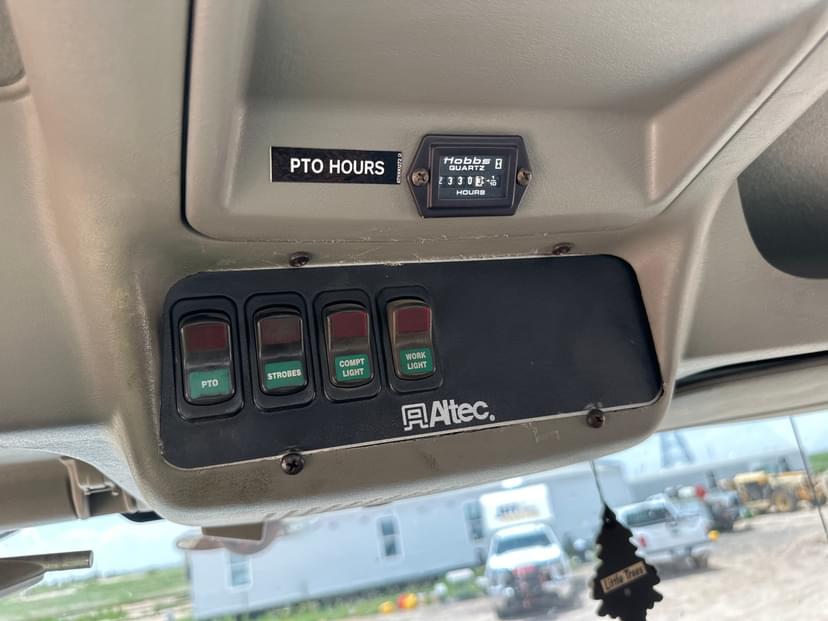 PTO HOURS
Hobbs
QUARTZ
HOURS
PTO
STROBES
COMPT
LIGHT
WORK
LIGHT
Altec
Little Trees